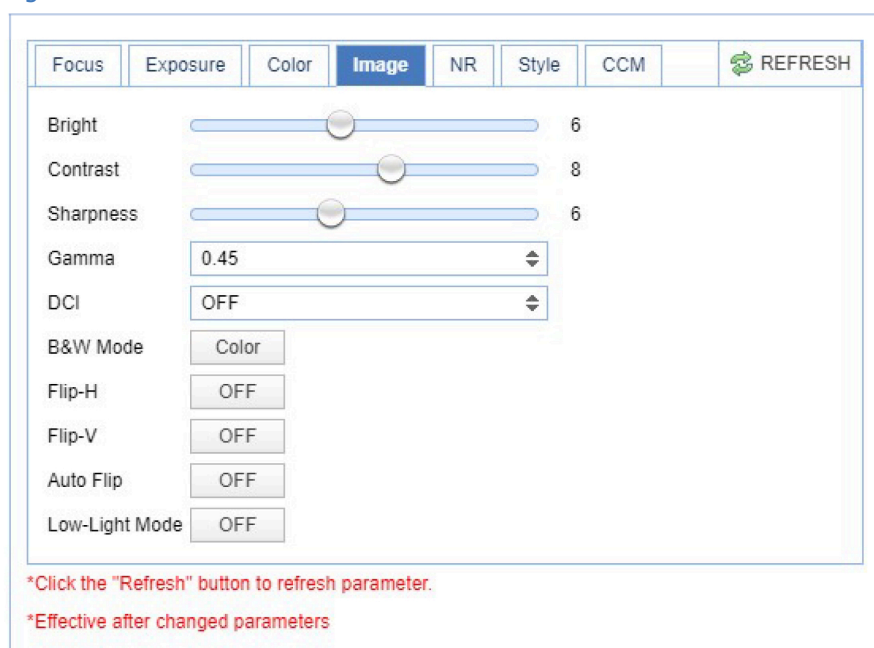 Focus Exposure Color Image NR Style CCM REFRESH
Bright 6
Contrast 8
Sharpness 6
Gamma 0.45
DCI OFF
B&W Mode Color
Flip-H OFF
Flip-V OFF
Auto Flip OFF
Low-Light Mode OFF
*Click the "Refresh" button to refresh parameter.
*Effective after changed parameters